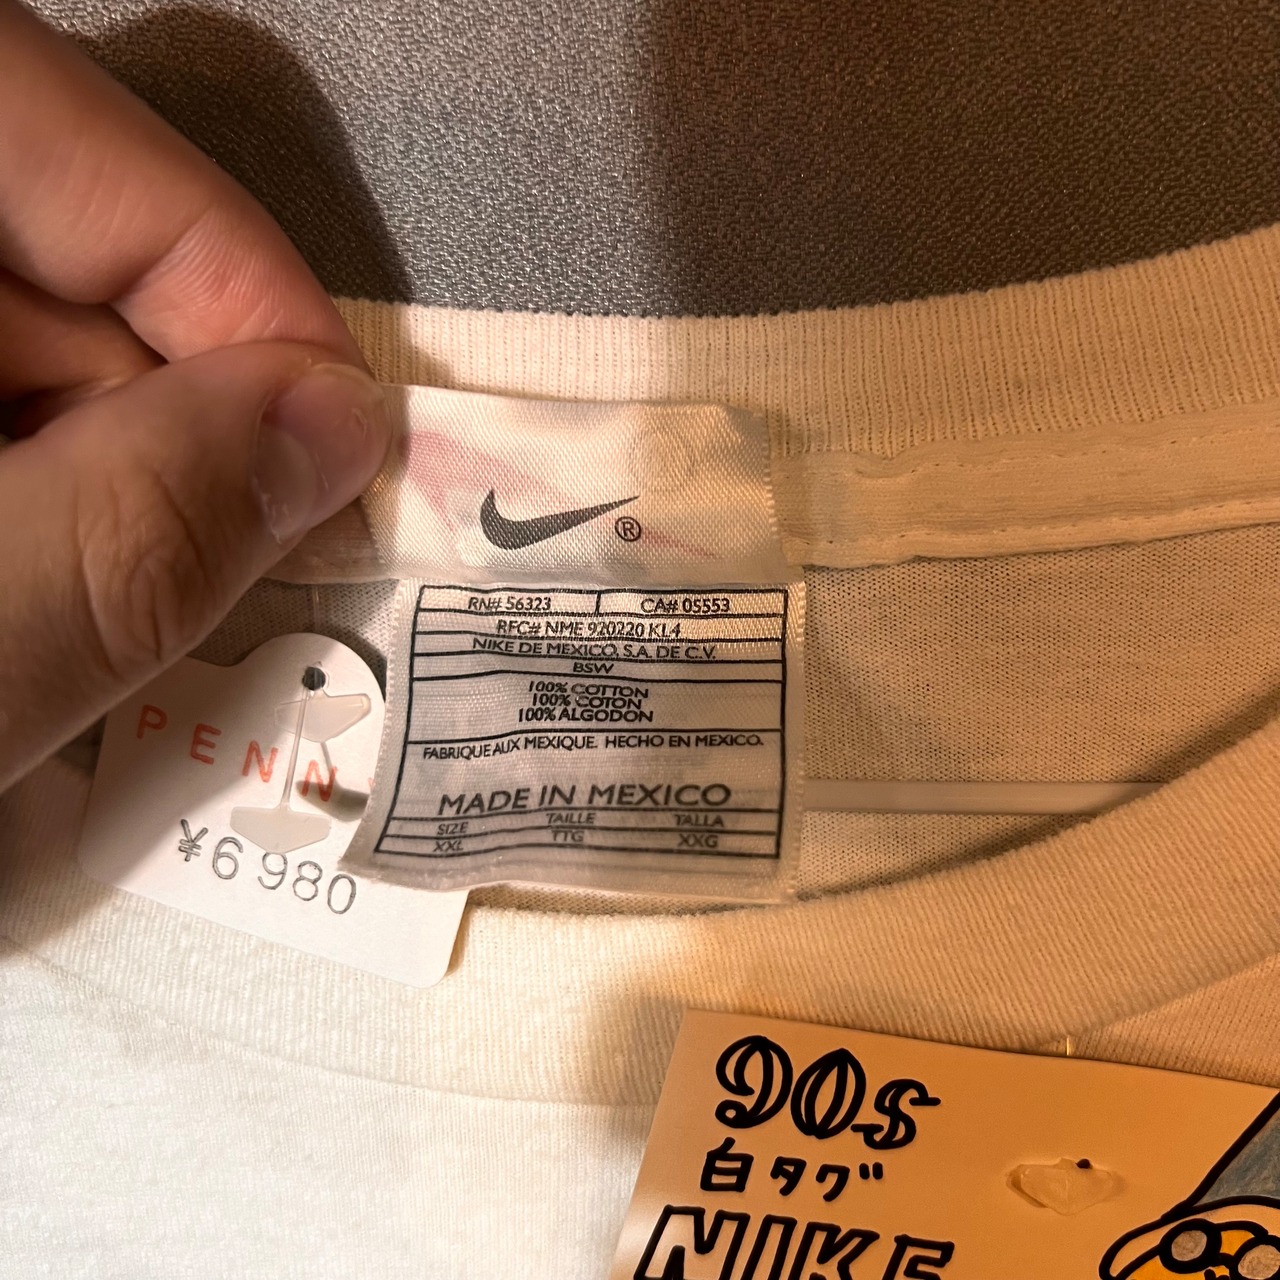 ®
RN# 56323 CA# 05553
RFC# NME 920220 KL4
NIKE DE MEXICO, S.A. DE C.V.
BSW
100% COTTON
100% COTON
100% ALGODON
FABRIQUE AUX MEXIQUE. HECHO EN MEXICO.
MADE IN MEXICO
SIZE TAILLE TALLA
XXL TTG XXG
PENN
¥6980
90s
白タグ
NIKE